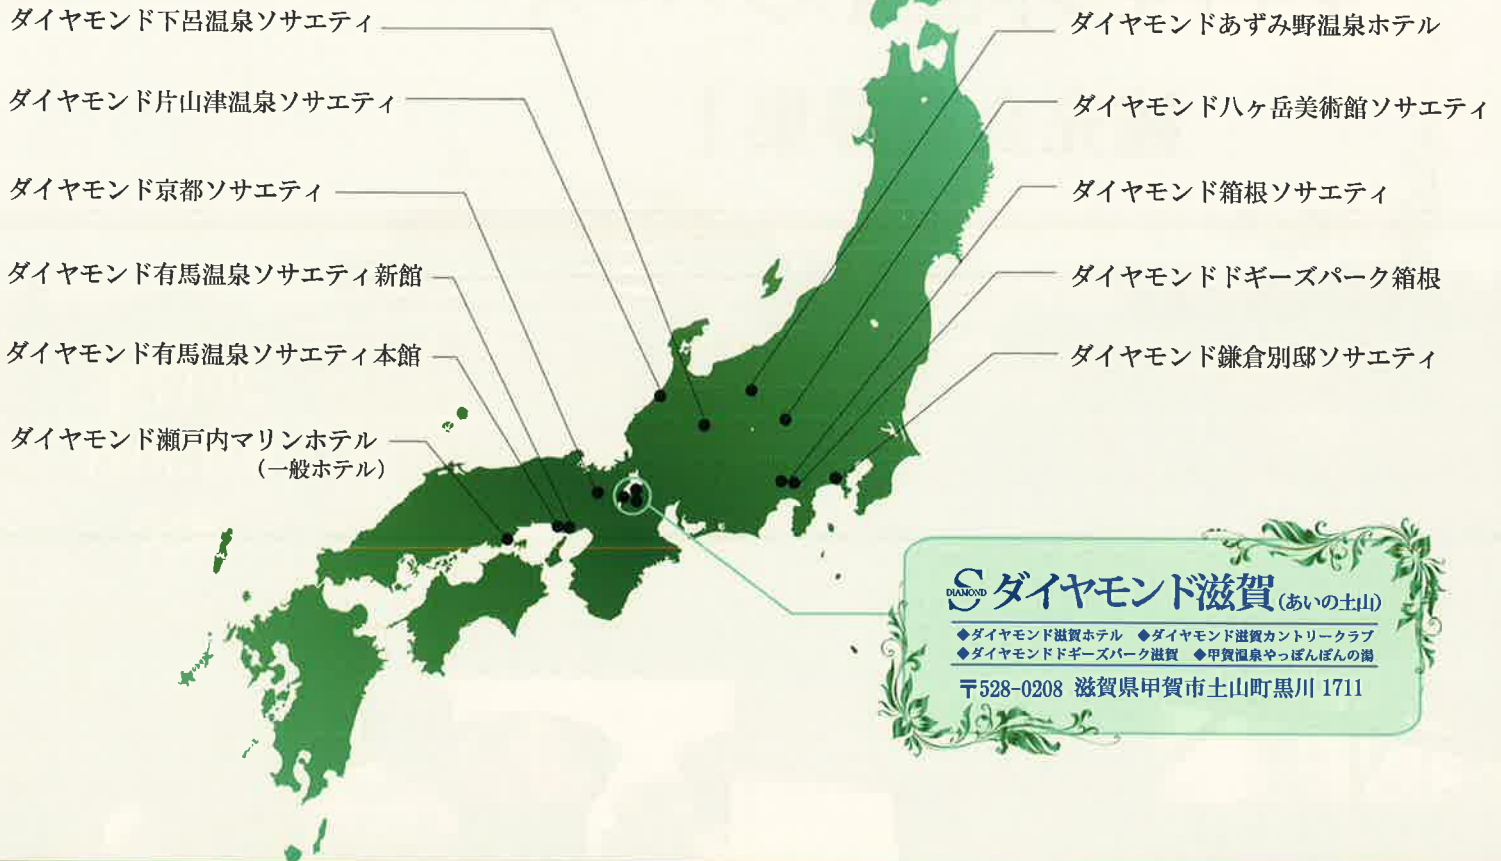 ダイヤモンド下呂温泉ソサエティ
ダイヤモンド片山津温泉ソサエティ
ダイヤモンド京都ソサエティ
ダイヤモンド有馬温泉ソサエティ新館
ダイヤモンド有馬温泉ソサエティ本館
ダイヤモンド瀬戸内マリンホテル
（一般ホテル）
ダイヤモンドあずみ野温泉ホテル
ダイヤモンド八ヶ岳美術館ソサエティ
ダイヤモンド箱根ソサエティ
ダイヤモンドドギーズパーク箱根
ダイヤモンド鎌倉別邸ソサエティ
S DIAMOND ダイヤモンド滋賀（あいの土山）
◆ダイヤモンド滋賀ホテル ◆ダイヤモンド滋賀カントリークラブ
◆ダイヤモンドドギーズパーク滋賀 ◆甲賀温泉やっぽんぽんの湯
〒528-0208 滋賀県甲賀市土山町黒川 1711